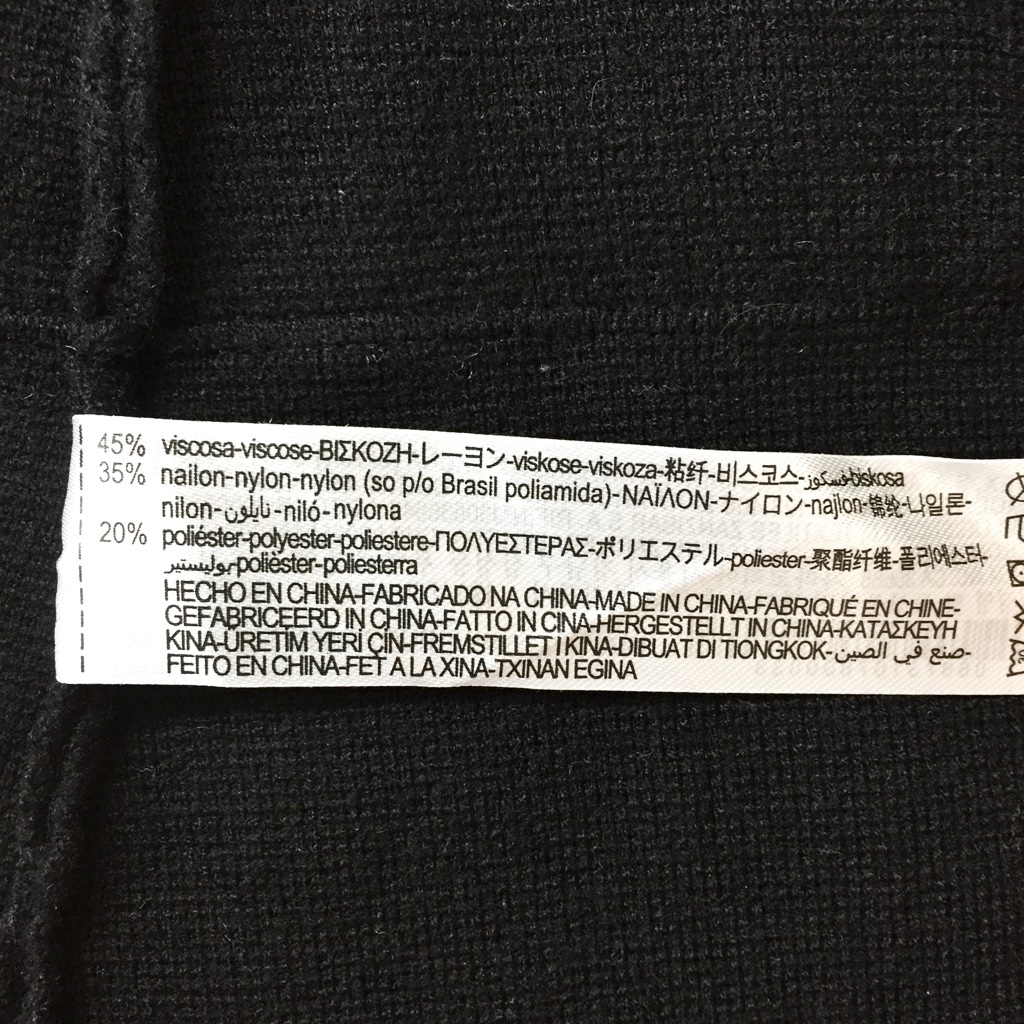 45% viscosa-viscose-ΒΙΣΚΟΖΗ-レーヨン-viskose-viskoza-粘纤-비스코스-فسكوز-biskosa
35% nailon-nylon-nylon (so p/o Brasil poliamida)-ΝΑΪΛΟΝ-ナイロン-najlon-锦纶-나일론-
nilon-نايلون-niló-nylona
20% poliéster-polyester-poliestere-ΠΟΛΥΕΣΤΕΡΑΣ-ポリエステル-poliester-聚酯纤维-폴리에스터-
بوليستير-polièster-poliesterra
HECHO EN CHINA-FABRICADO NA CHINA-MADE IN CHINA-FABRIQUÉ EN CHINE-
GEFABRICEERD IN CHINA-FATTO IN CINA-HERGESTELLT IN CHINA-ΚΑΤΑΣΚΕΥΗ
ΚΙΝΑ-ÜRETİM YERİ ÇİN-FREMSTILLET I KINA-DIBUAT DI TIONGKOK-صنع في الصين-
FEITO EN CHINA-FET A LA XINA-TXINAN EGINA